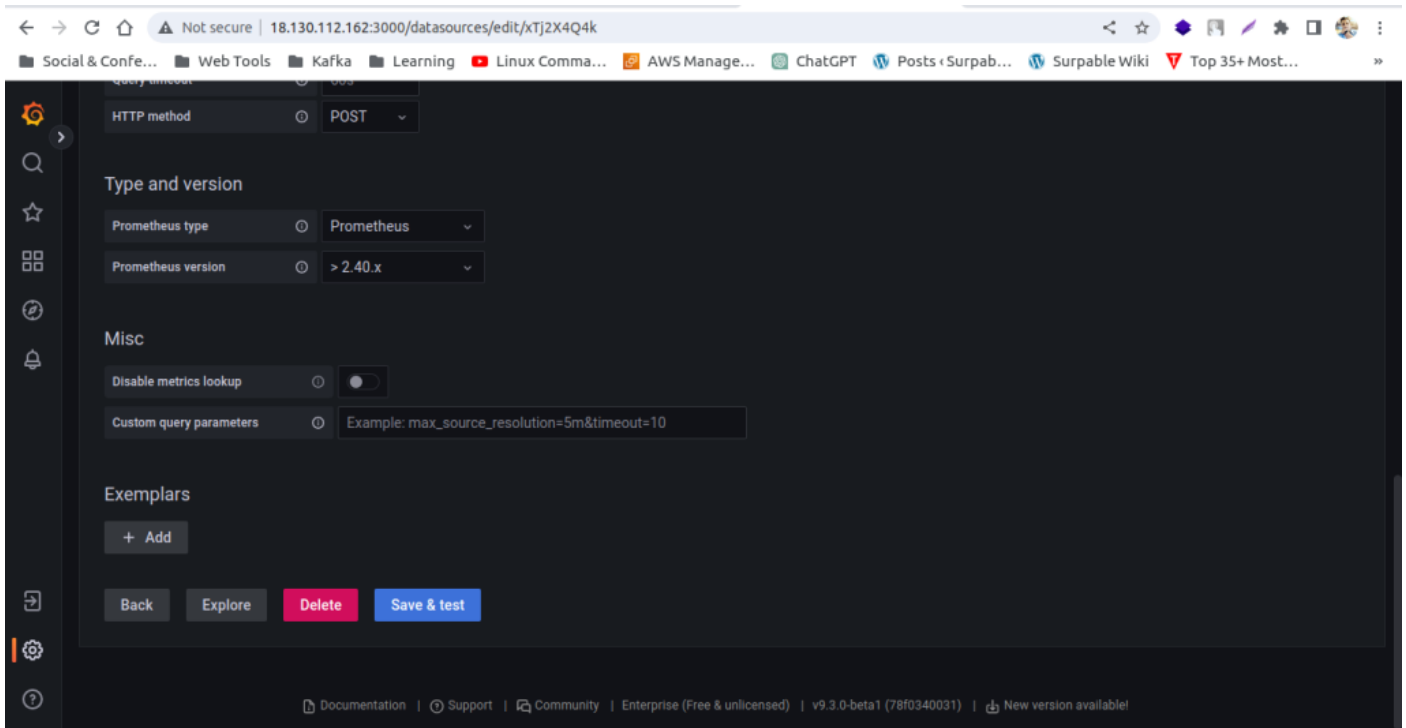 Not secure | 18.130.112.162:3000/datasources/edit/xTj2X4Q4k
Social & Confe... Web Tools Kafka Learning Linux Comma... AWS Manage... ChatGPT Posts ‹ Surpab... Surpable Wiki Top 35+ Most... »
Query timeout 60s
HTTP method POST
Type and version
Prometheus type Prometheus
Prometheus version > 2.40.x
Misc
Disable metrics lookup
Custom query parameters Example: max_source_resolution=5m&timeout=10
Exemplars
+ Add
Back Explore Delete Save & test
Documentation | Support | Community | Enterprise (Free & unlicensed) | v9.3.0-beta1 (78f0340031) | New version available!